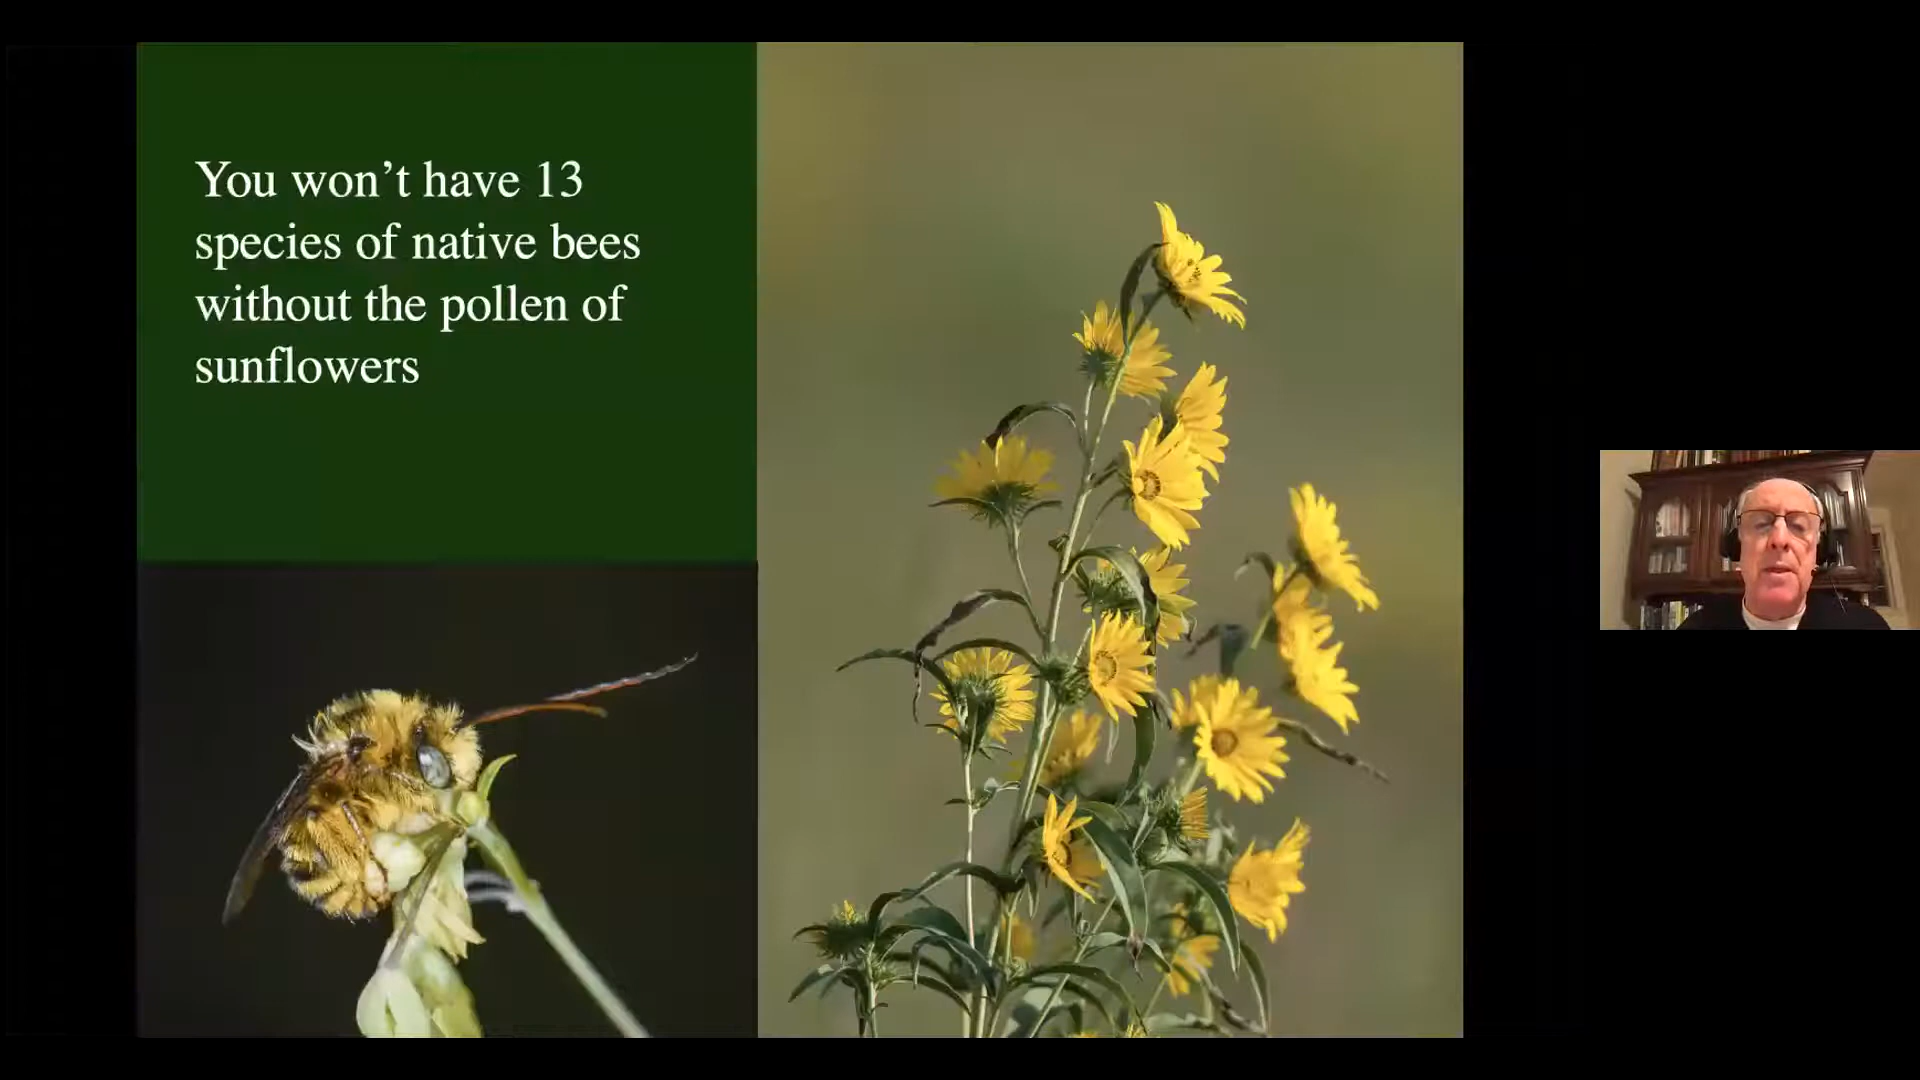 You won’t have 13
species of native bees
without the pollen of
sunflowers